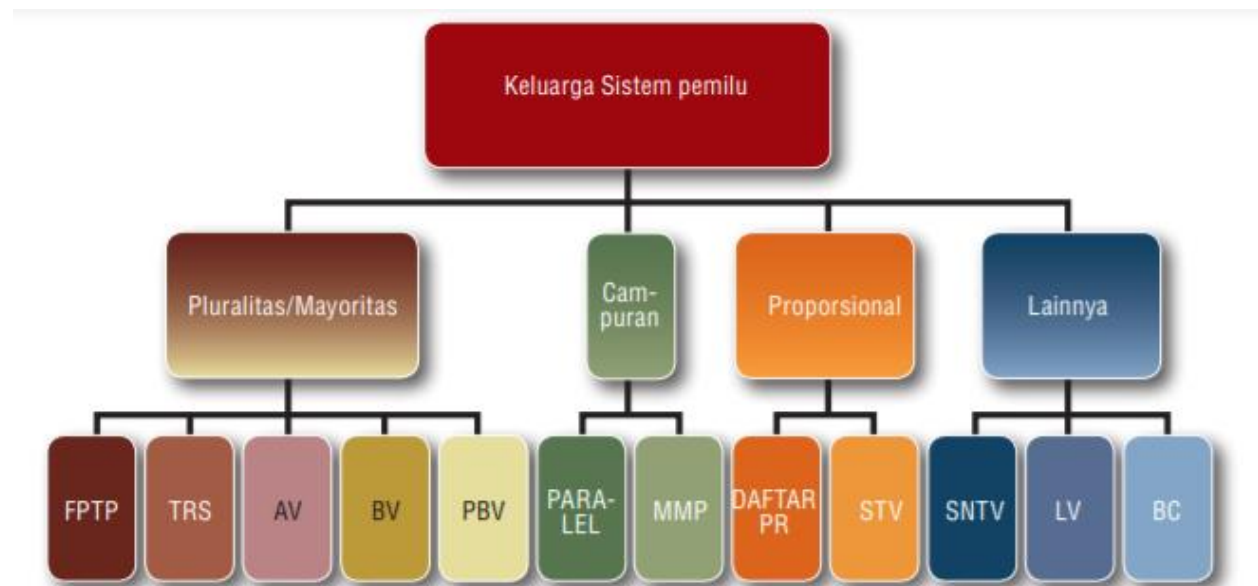 Keluarga Sistem pemilu
Pluralitas/Mayoritas
Cam-
puran
Proporsional
Lainnya
FPTP
TRS
AV
BV
PBV
PARA-
LEL
MMP
DAFTAR
PR
STV
SNTV
LV
BC